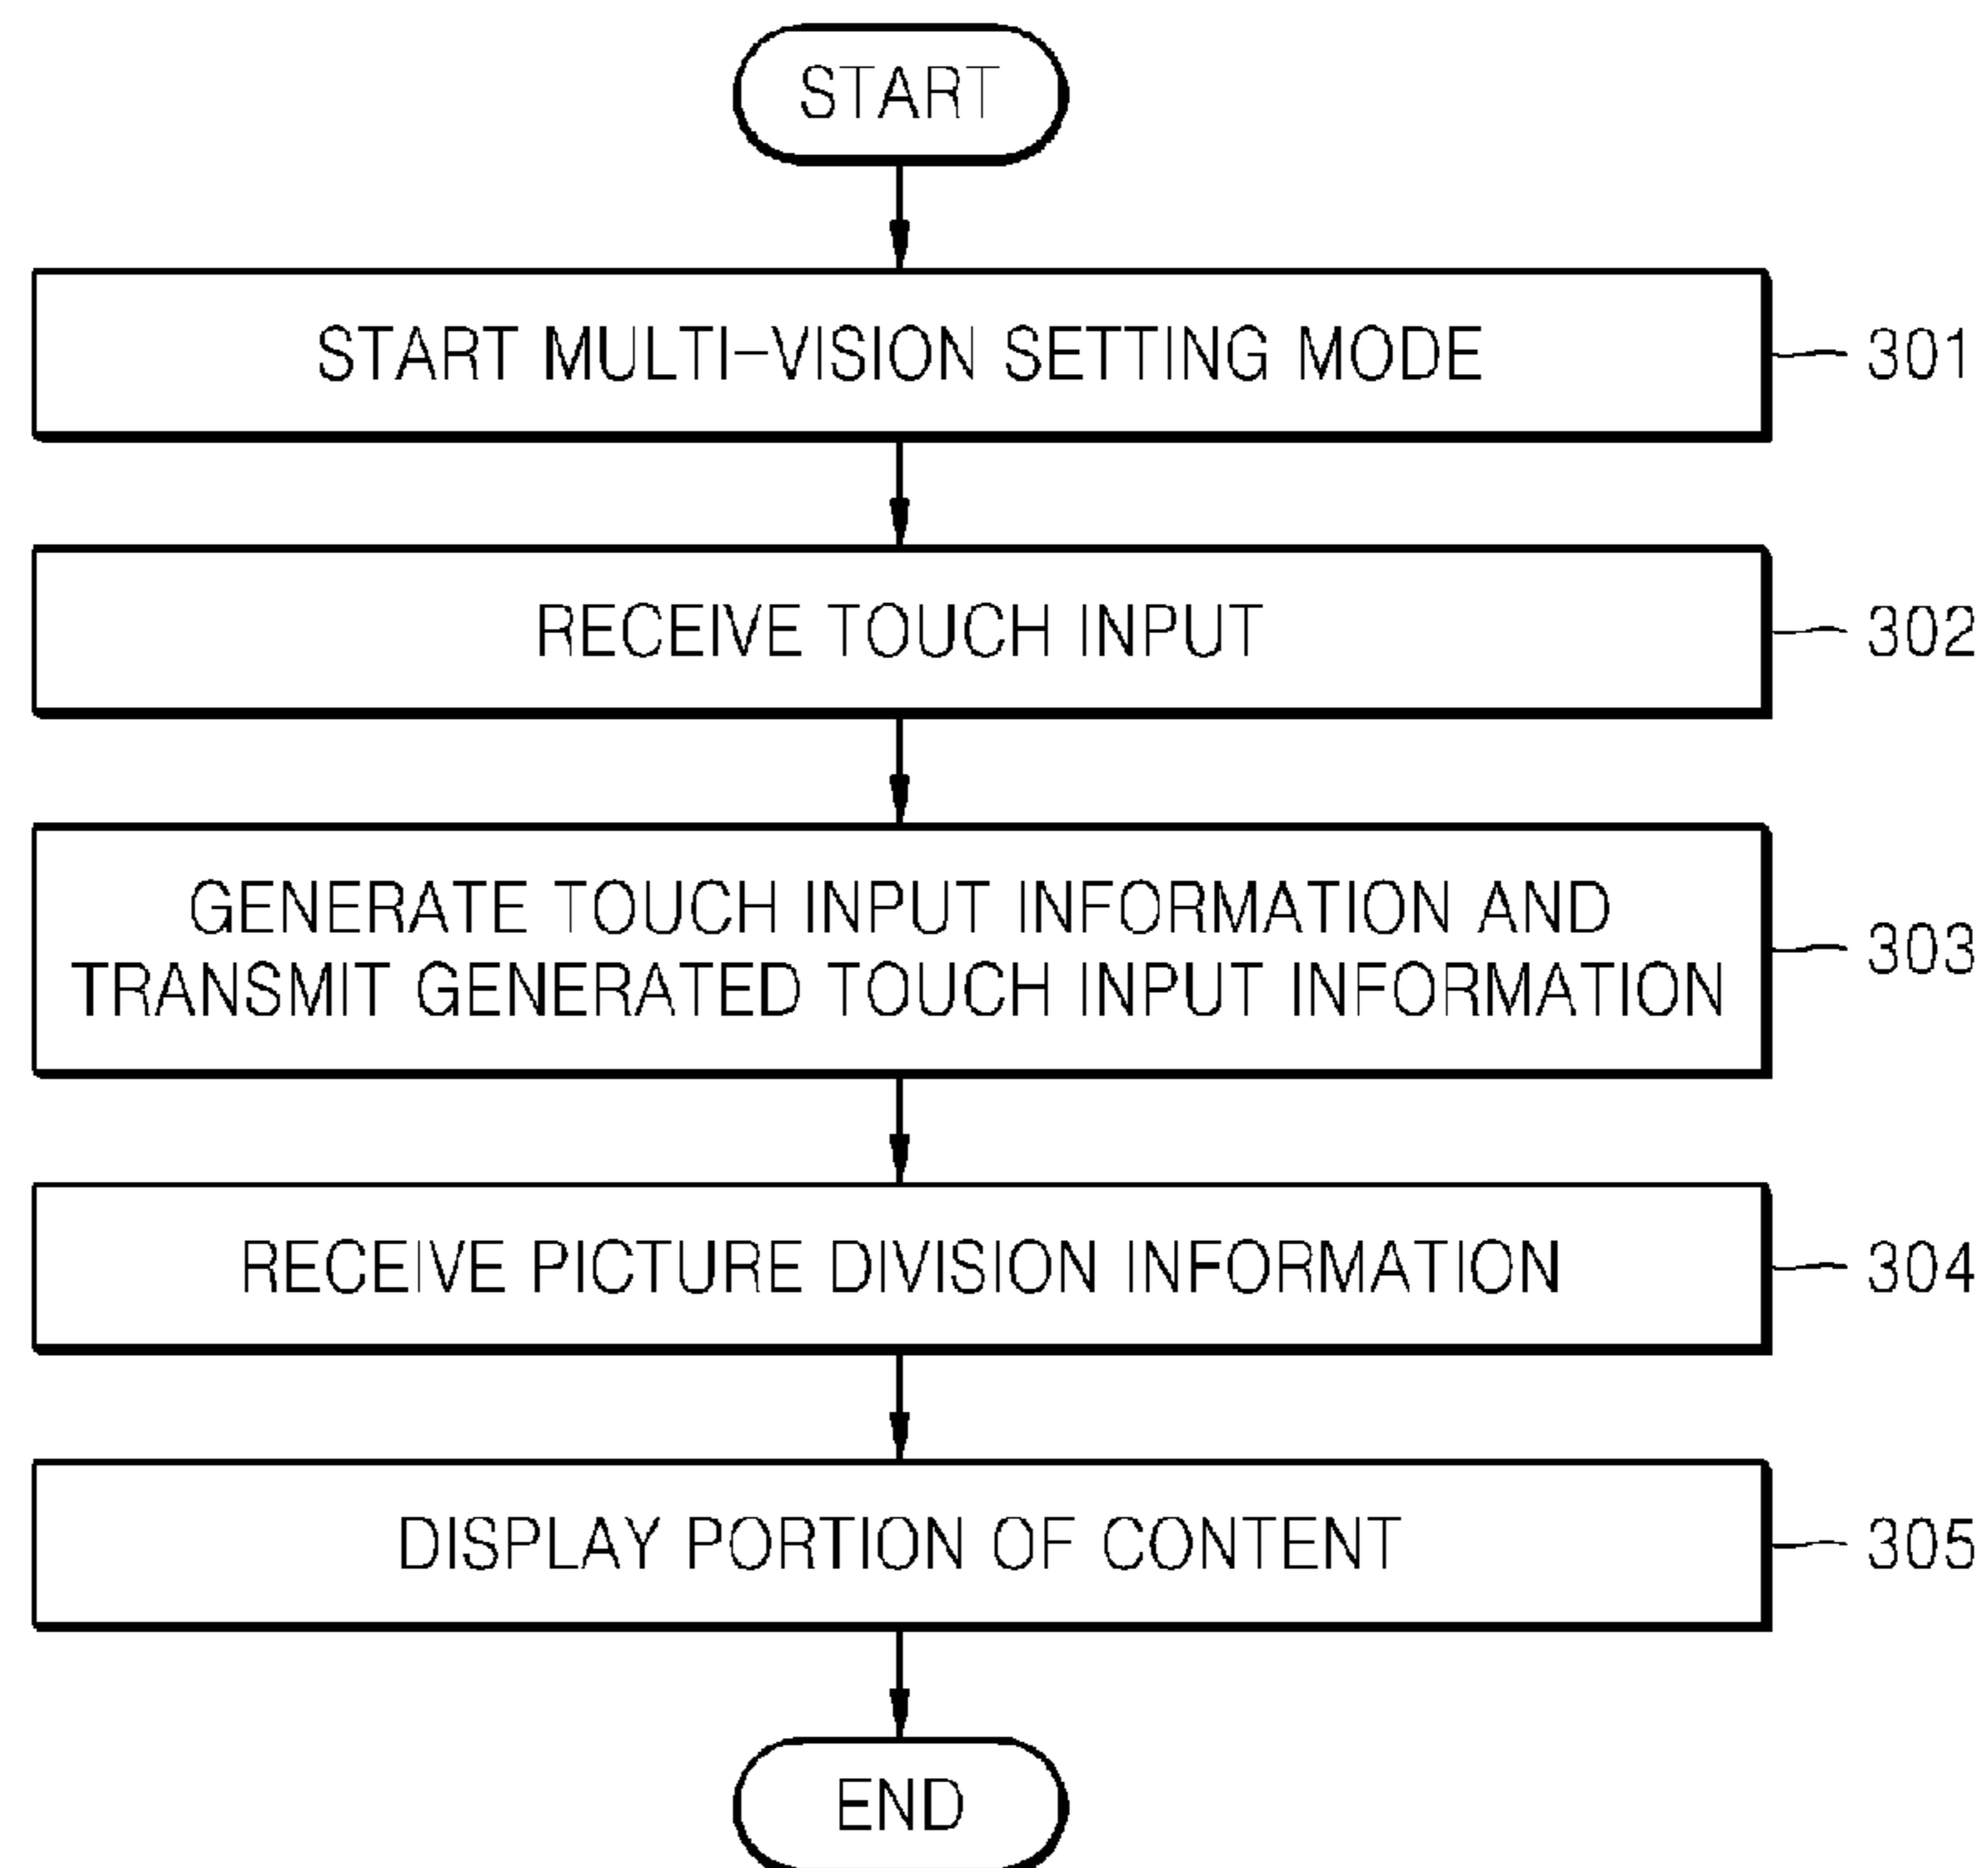 START
START MULTI-VISION SETTING MODE
301
RECEIVE TOUCH INPUT
302
GENERATE TOUCH INPUT INFORMATION AND
TRANSMIT GENERATED TOUCH INPUT INFORMATION
303
RECEIVE PICTURE DIVISION INFORMATION
304
DISPLAY PORTION OF CONTENT
305
END